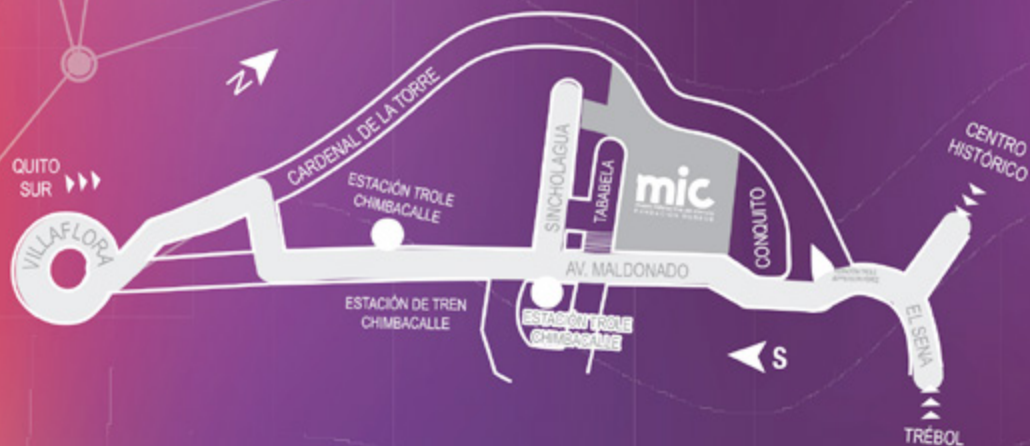 N
QUITO
SUR
VILLAFLORA
CARDENAL DE LA TORRE
ESTACIÓN TROLE
CHIMBACALLE
SINCHOLAGUA
TABABELA
mic
CONQUITO
AV. MALDONADO
ESTACIÓN DE TREN
CHIMBACALLE
ESTACIÓN TROLE
CHIMBACALLE
S
CENTRO
HISTÓRICO
EL SENA
TRÉBOL